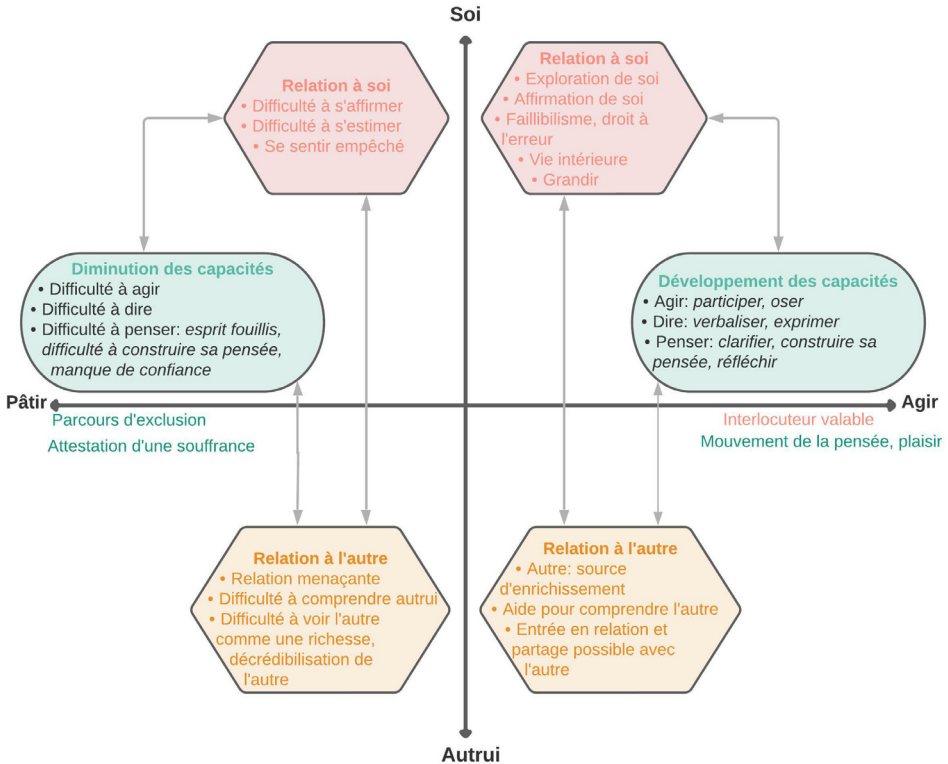 Soi
Relation à soi
• Difficulté à s'affirmer
• Difficulté à s'estimer
• Se sentir empêché
Relation à soi
• Exploration de soi
• Affirmation de soi
• Faillibilisme, droit à
l'erreur
• Vie intérieure
• Grandir
Diminution des capacités
• Difficulté à agir
• Difficulté à dire
• Difficulté à penser: esprit fouillis,
difficulté à construire sa pensée,
manque de confiance
Développement des capacités
• Agir: participer, oser
• Dire: verbaliser, exprimer
• Penser: clarifier, construire sa
pensée, réfléchir
Pâtir
Agir
Parcours d'exclusion
Attestation d'une souffrance
Interlocuteur valable
Mouvement de la pensée, plaisir
Relation à l'autre
• Relation menaçante
• Difficulté à comprendre autrui
• Difficulté à voir l'autre
comme une richesse,
décrédibilisation de
l'autre
Relation à l'autre
• Autre: source
d'enrichissement
• Aide pour comprendre l'autre
• Entrée en relation et
partage possible avec
l'autre
Autrui